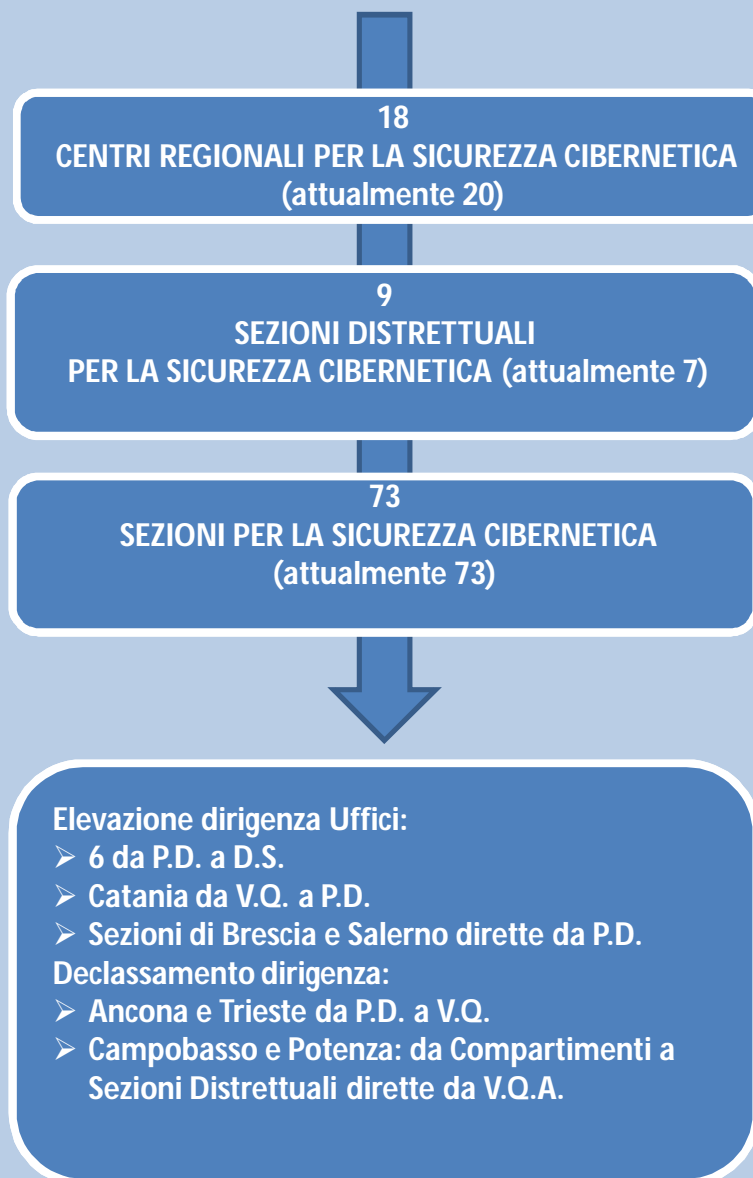 18
CENTRI REGIONALI PER LA SICUREZZA CIBERNETICA
(attualmente 20)
9
SEZIONI DISTRETTUALI
PER LA SICUREZZA CIBERNETICA (attualmente 7)
73
SEZIONI PER LA SICUREZZA CIBERNETICA
(attualmente 73)
Elevazione dirigenza Uffici:
➢ 6 da P.D. a D.S.
➢ Catania da V.Q. a P.D.
➢ Sezioni di Brescia e Salerno dirette da P.D.
Declassamento dirigenza:
➢ Ancona e Trieste da P.D. a V.Q.
➢ Campobasso e Potenza: da Compartimenti a
Sezioni Distrettuali dirette da V.Q.A.